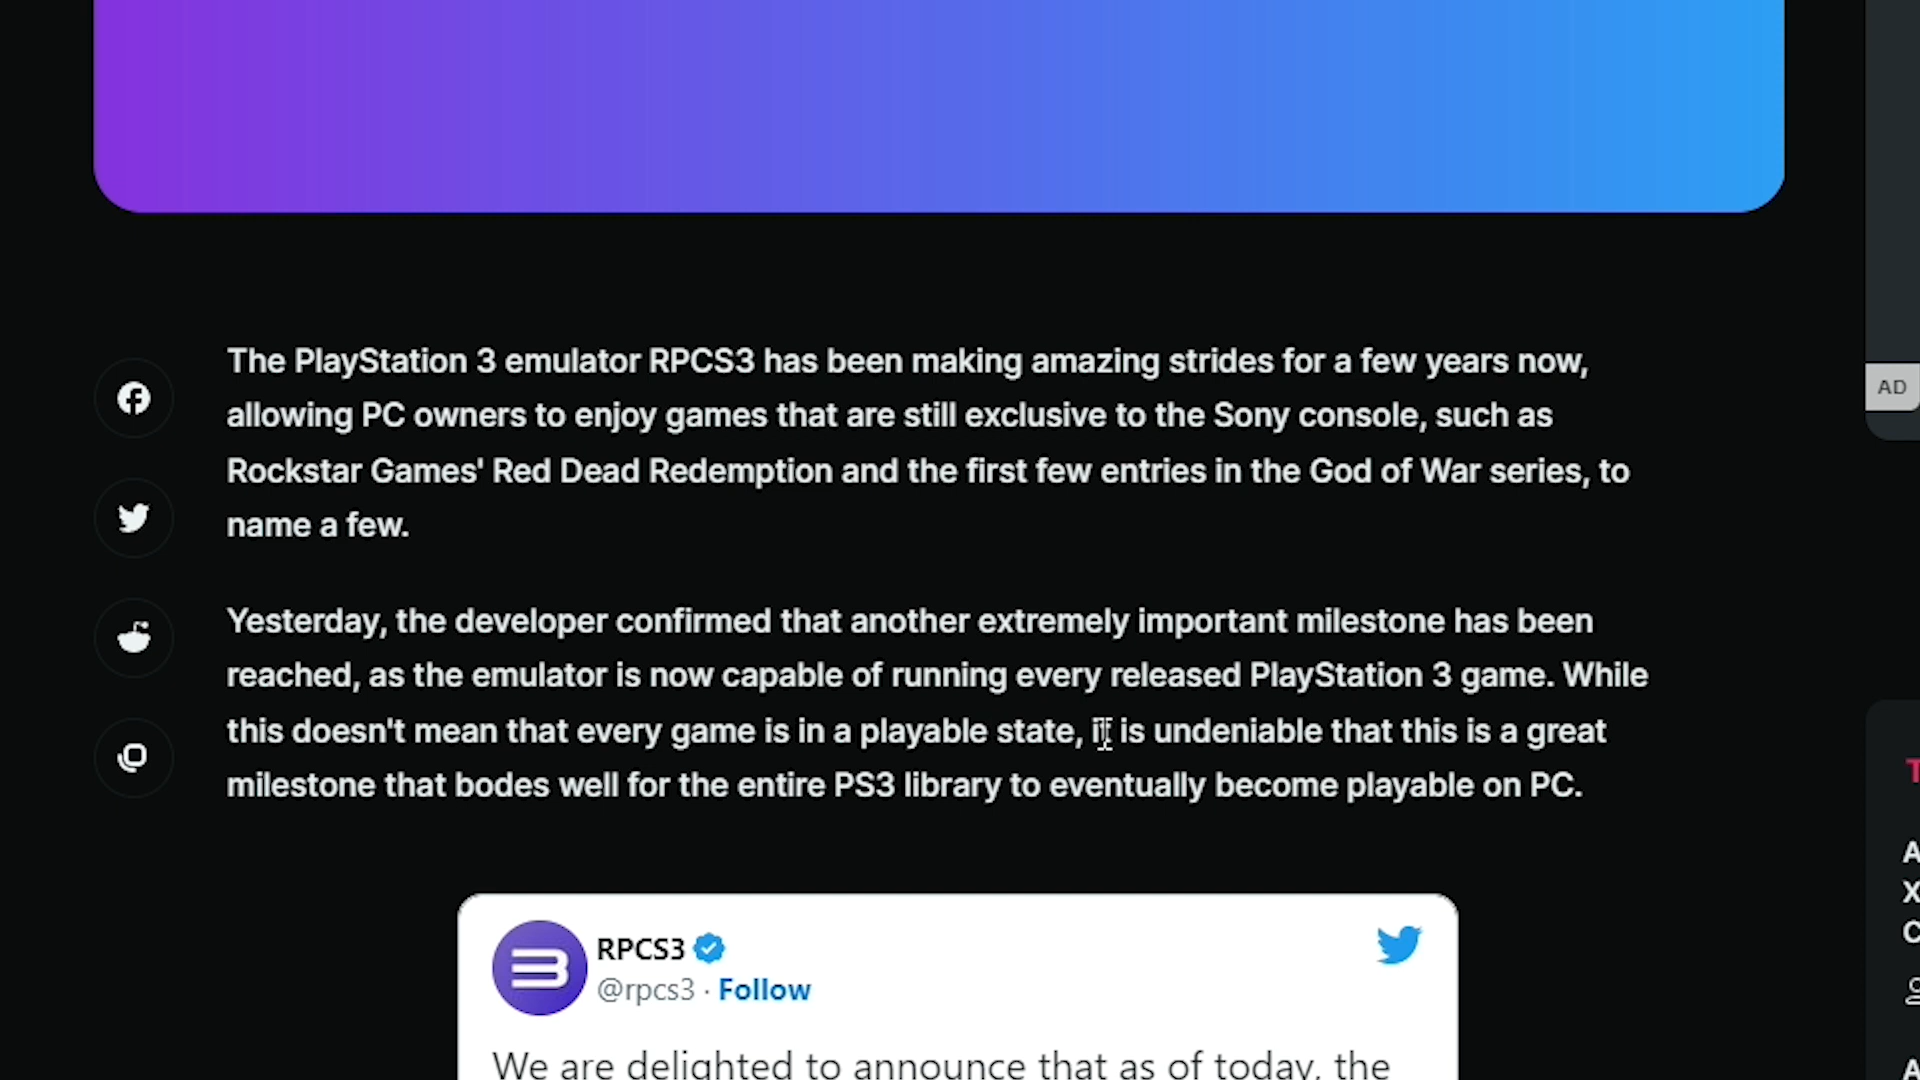 The PlayStation 3 emulator RPCS3 has been making amazing strides for a few years now,
allowing PC owners to enjoy games that are still exclusive to the Sony console, such as
Rockstar Games' Red Dead Redemption and the first few entries in the God of War series, to
name a few.
Yesterday, the developer confirmed that another extremely important milestone has been
reached, as the emulator is now capable of running every released PlayStation 3 game. While
this doesn't mean that every game is in a playable state, it is undeniable that this is a great
milestone that bodes well for the entire PS3 library to eventually become playable on PC.
RPCS3
@rpcs3 · Follow
We are delighted to announce that as of today, the
AD